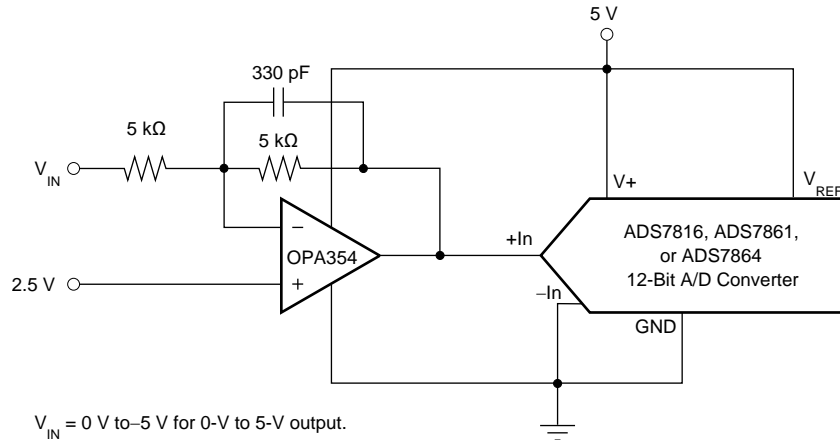 5 V
330 pF
5 kΩ
5 kΩ
V_IN
V+
V_REF
−
OPA354
+
+In
ADS7816, ADS7861,
or ADS7864
12-Bit A/D Converter
2.5 V
−In
GND
V_IN = 0 V to−5 V for 0-V to 5-V output.